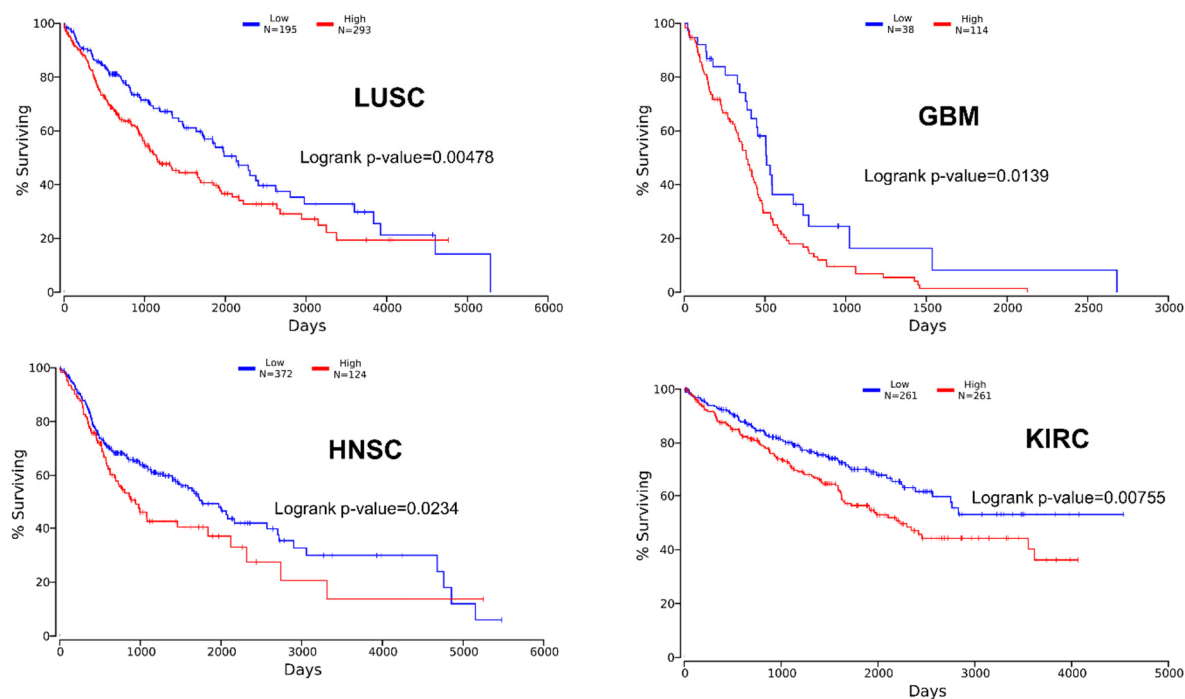 Low High
N=195 N=293
100
80
60
40
20
0
% Surviving
LUSC
Logrank p-value=0.00478
0 1000 2000 3000 4000 5000 6000
Days
Low High
N=38 N=114
100
80
60
40
20
0
% Surviving
GBM
Logrank p-value=0.0139
0 500 1000 1500 2000 2500 3000
Days
Low High
N=372 N=124
100
80
60
40
20
0
% Surviving
HNSC
Logrank p-value=0.0234
0 1000 2000 3000 4000 5000 6000
Days
Low High
N=261 N=261
100
80
60
40
20
0
% Surviving
KIRC
Logrank p-value=0.00755
0 1000 2000 3000 4000 5000
Days